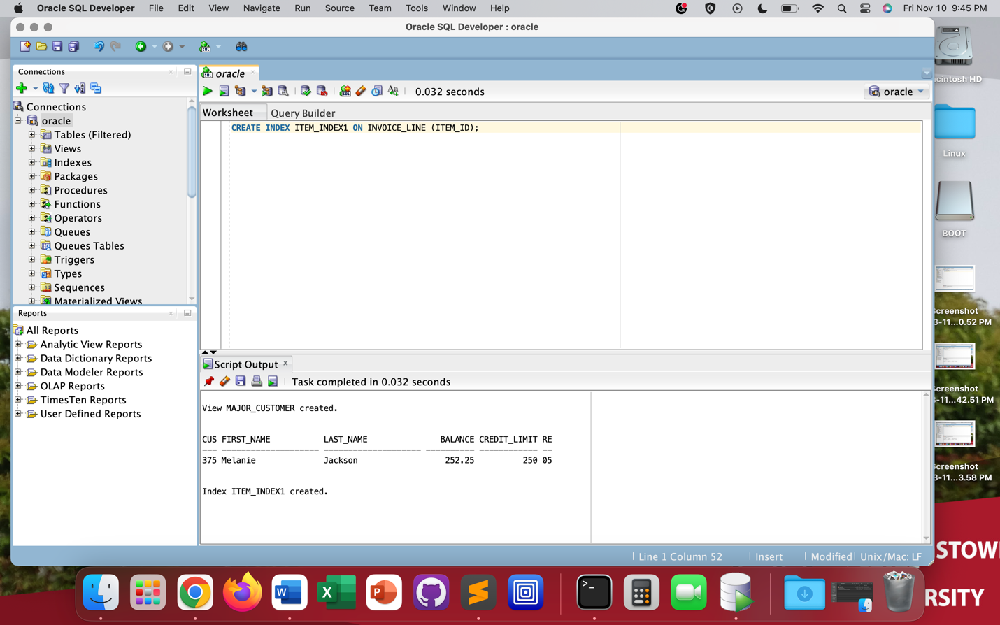 Oracle SQL Developer File Edit View Navigate Run Source Team Tools Window Help Fri Nov 10 9:45 PM
Oracle SQL Developer : oracle
Connections
oracle
0.032 seconds
oracle
Worksheet
Query Builder
CREATE INDEX ITEM_INDEX1 ON INVOICE_LINE (ITEM_ID);
Connections
oracle
Tables (Filtered)
Views
Indexes
Packages
Procedures
Functions
Operators
Queues
Queues Tables
Triggers
Types
Sequences
Materialized Views
Reports
All Reports
Analytic View Reports
Data Dictionary Reports
Data Modeler Reports
OLAP Reports
TimesTen Reports
User Defined Reports
Script Output
Task completed in 0.032 seconds
View MAJOR_CUSTOMER created.
CUS FIRST_NAME LAST_NAME BALANCE CREDIT_LIMIT RE
--- -------------------- -------------------- ---------- ------------ --
375 Melanie Jackson 252.25 250 05
Index ITEM_INDEX1 created.
Line 1 Column 52 Insert Modified Unix/Mac: LF
cintosh HD
Linux
BOOT
creenshot
3-11...0.52 PM
creenshot
-11...42.51 PM
creenshot
3-11...3.58 PM
STOW
RSITY
W
X
P
>_